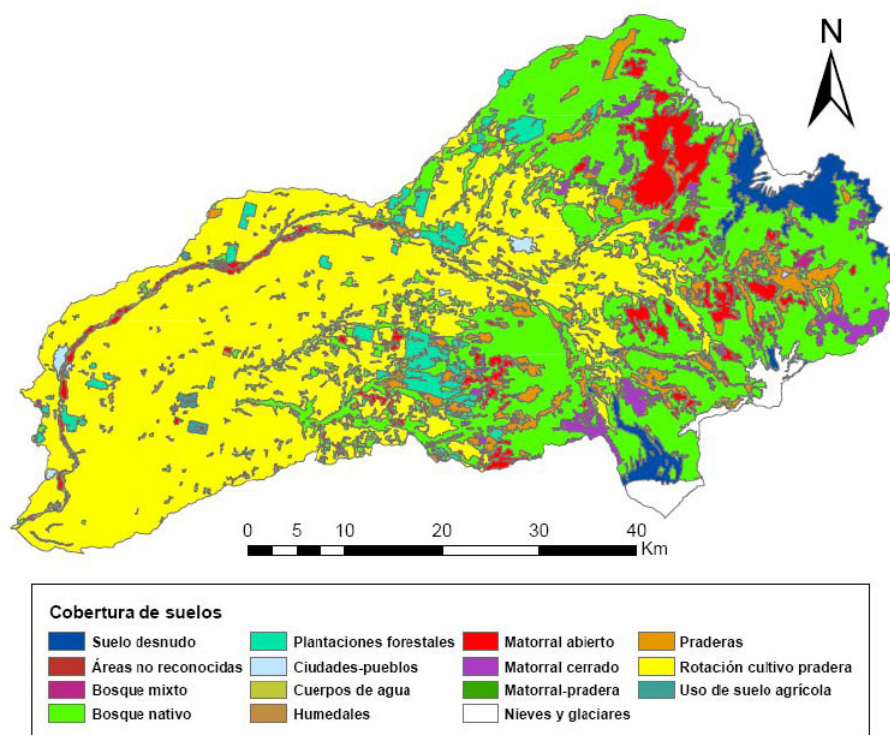 N
0 5 10 20 30 40
Km
Cobertura de suelos
Suelo desnudo
Áreas no reconocidas
Bosque mixto
Bosque nativo
Plantaciones forestales
Ciudades-pueblos
Cuerpos de agua
Humedales
Matorral abierto
Matorral cerrado
Matorral-pradera
Nieves y glaciares
Praderas
Rotación cultivo pradera
Uso de suelo agrícola